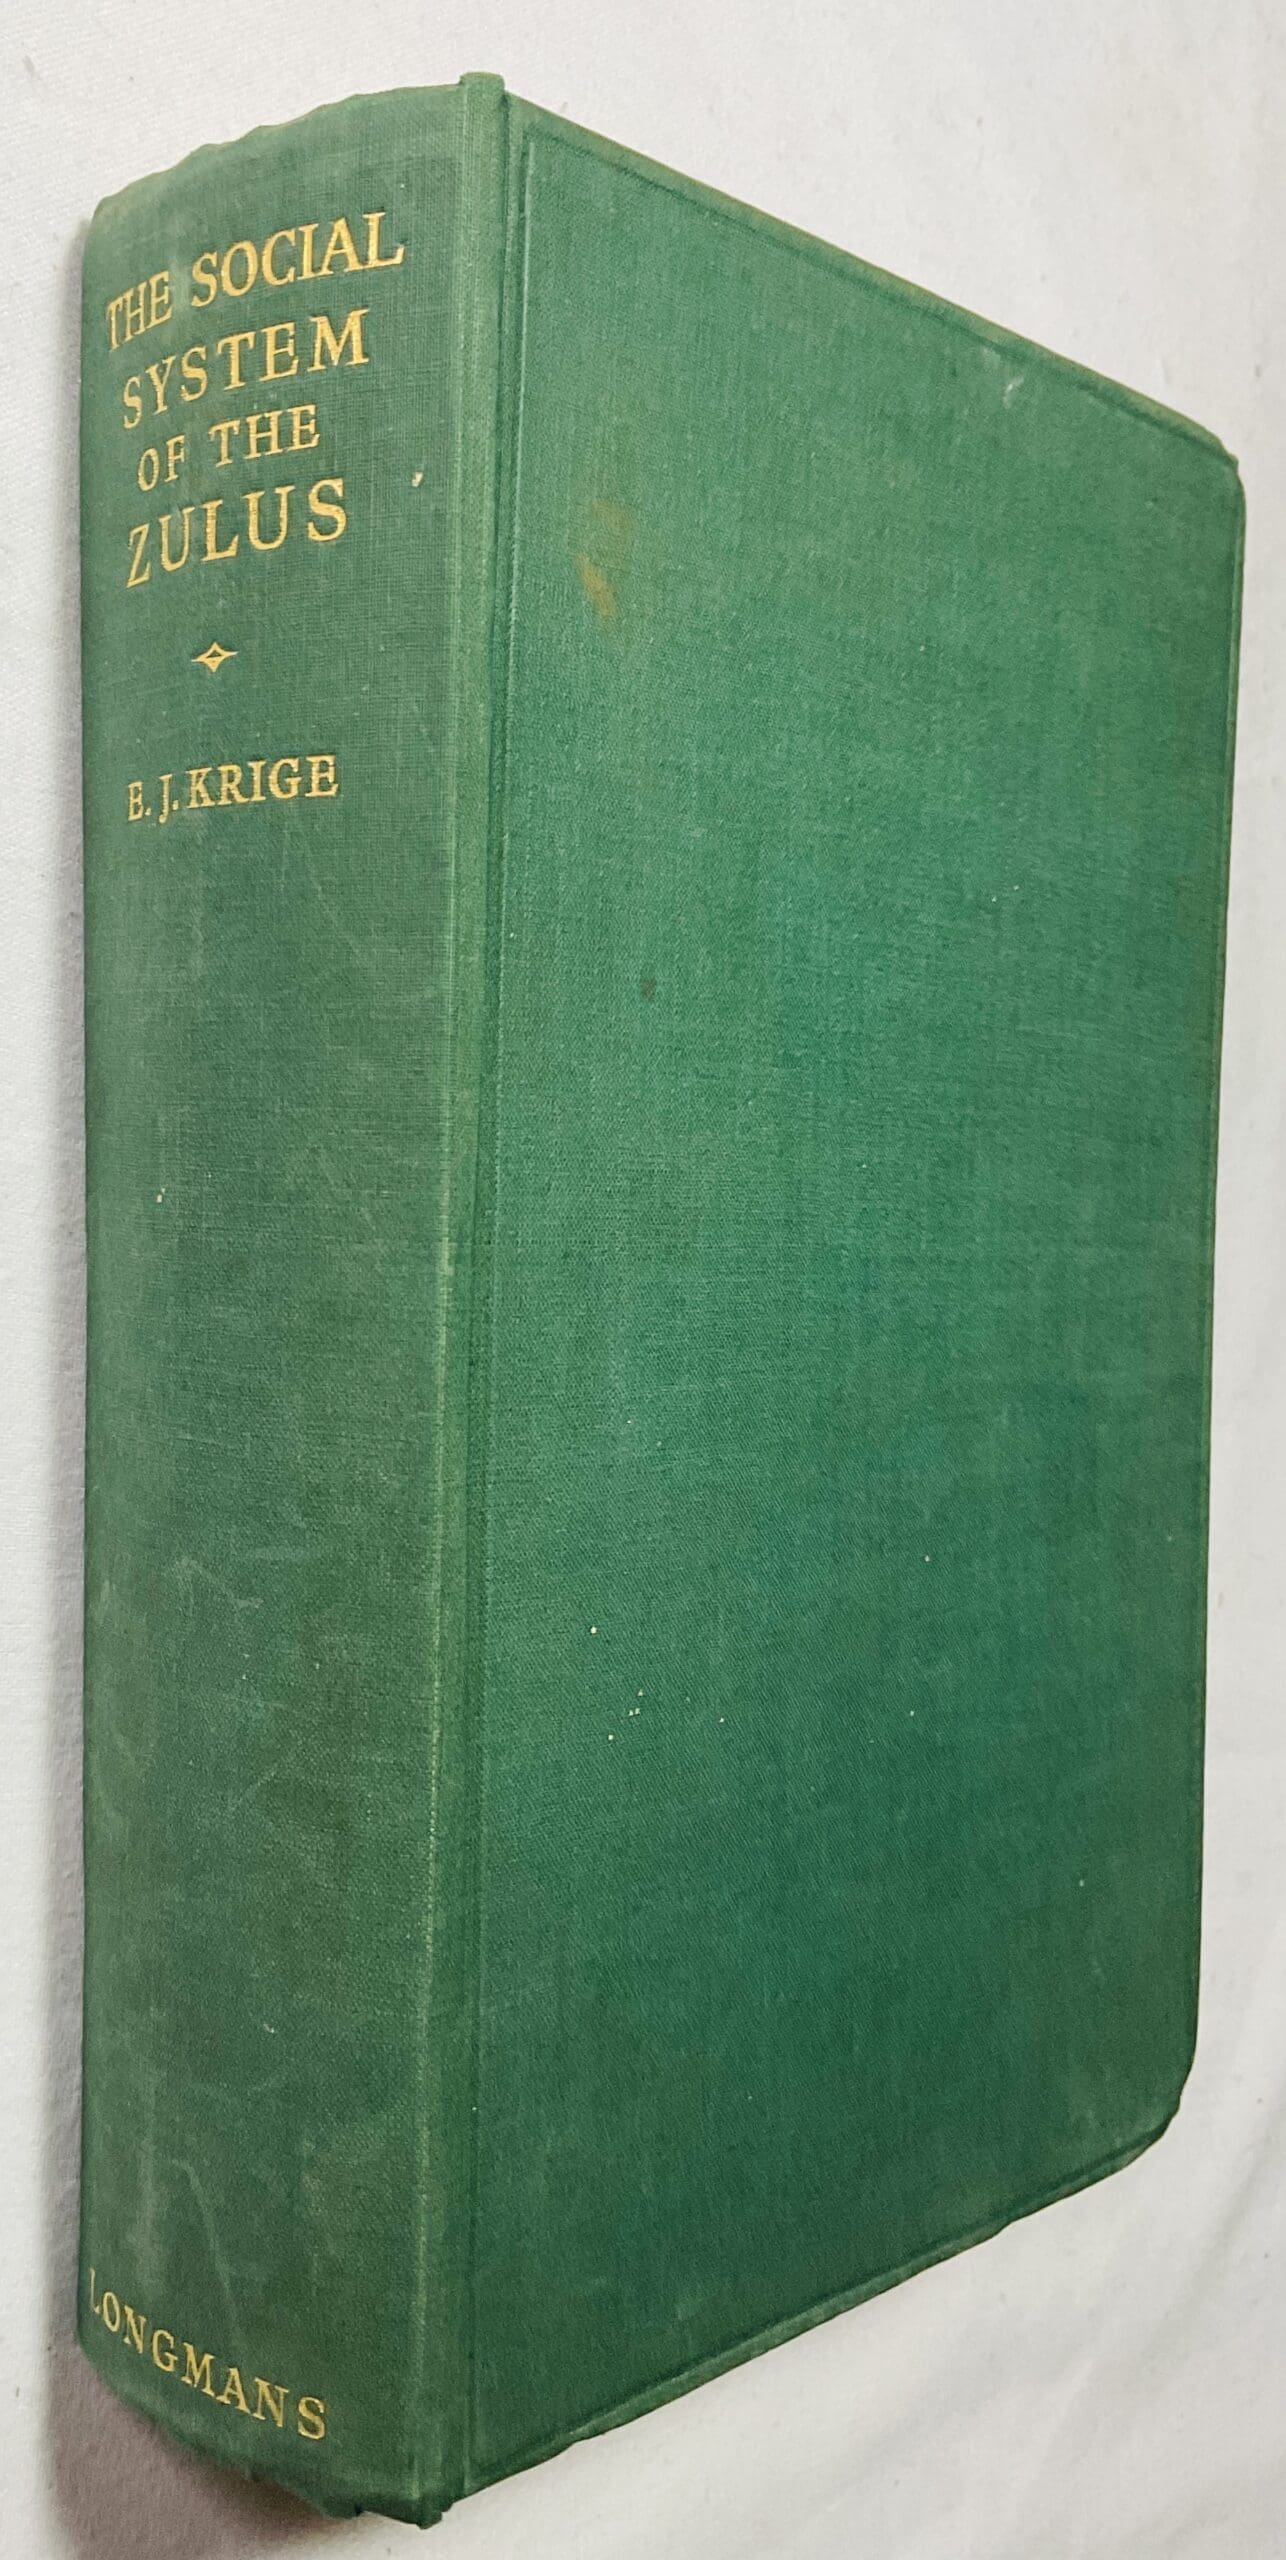 THE SOCIAL
SYSTEM
OF THE
ZULUS
E. J. KRIGE
LONGMANS